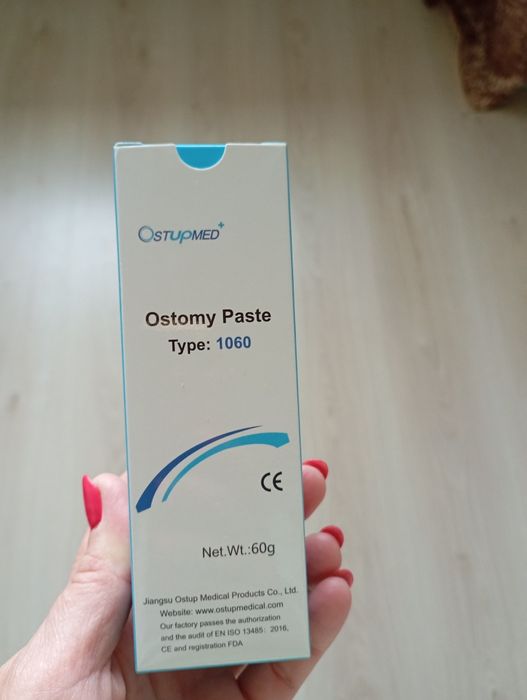 OSTUPMED+
Ostomy Paste
Type: 1060
CE
Net.Wt.:60g
Jiangsu Ostup Medical Products Co., Ltd.
Website: www.ostupmedical.com
Our factory passes the authorization
and the audit of EN ISO 13485: 2016,
CE and registration FDA